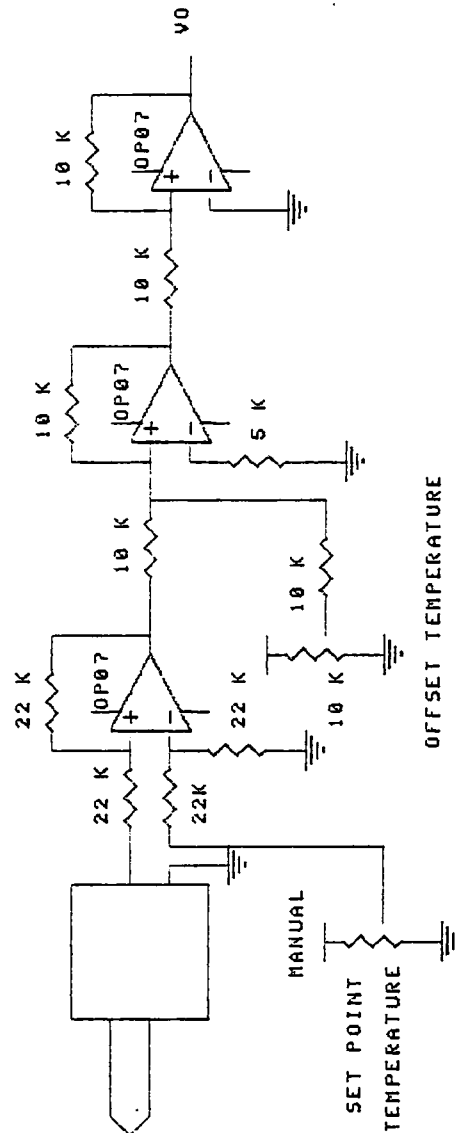 MANUAL
SET POINT
TEMPERATURE
22 K
22K
22 K
OP07
+
-
22 K
10 K
10 K
10 K
OFFSET TEMPERATURE
10 K
OP07
+
-
5 K
10 K
10 K
OP07
+
-
VO